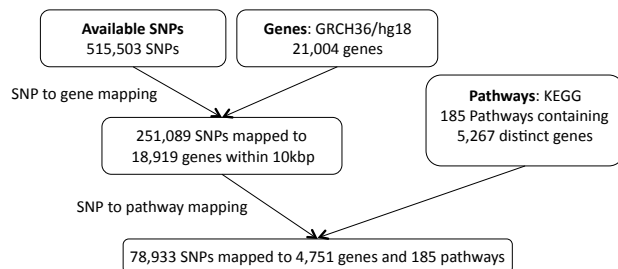 Available SNPs
515,503 SNPs
Genes: GRCH36/hg18
21,004 genes
SNP to gene mapping
Pathways: KEGG
185 Pathways containing
5,267 distinct genes
251,089 SNPs mapped to
18,919 genes within 10kbp
SNP to pathway mapping
78,933 SNPs mapped to 4,751 genes and 185 pathways